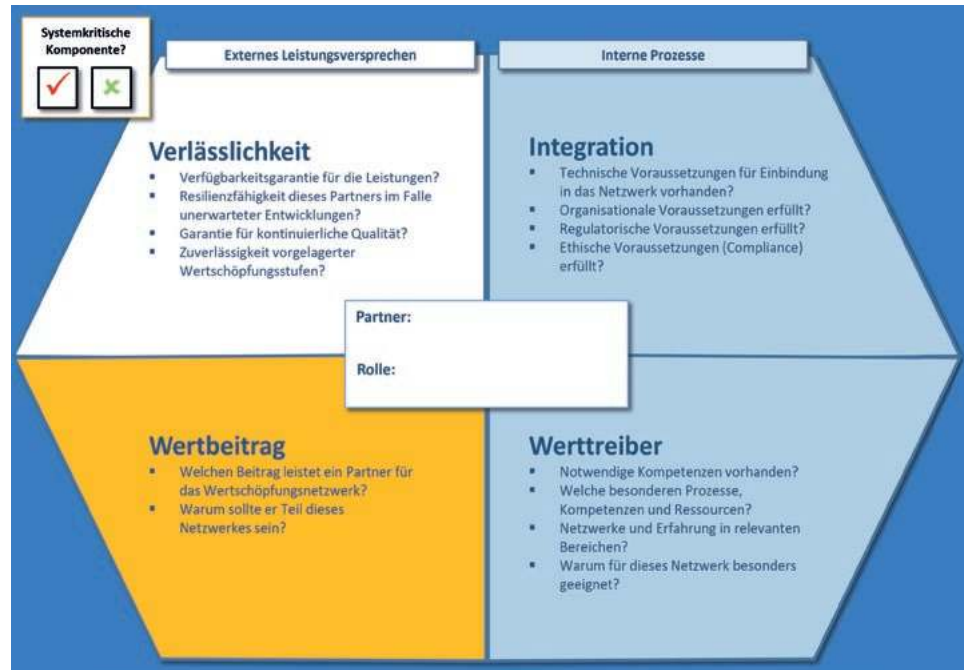 Systemkritische
Komponente?
Externes Leistungsversprechen
Interne Prozesse
Verlässlichkeit
▪ Verfügbarkeitsgarantie für die Leistungen?
▪ Resilienzfähigkeit dieses Partners im Falle
unerwarteter Entwicklungen?
▪ Garantie für kontinuierliche Qualität?
▪ Zuverlässigkeit vorgelagerter
Wertschöpfungsstufen?
Integration
▪ Technische Voraussetzungen für Einbindung
in das Netzwerk vorhanden?
▪ Organisationale Voraussetzungen erfüllt?
▪ Regulatorische Voraussetzungen erfüllt?
▪ Ethische Voraussetzungen (Compliance)
erfüllt?
Partner:
Rolle:
Wertbeitrag
▪ Welchen Beitrag leistet ein Partner für
das Wertschöpfungsnetzwerk?
▪ Warum sollte er Teil dieses
Netzwerkes sein?
Werttreiber
▪ Notwendige Kompetenzen vorhanden?
▪ Welche besonderen Prozesse,
Kompetenzen und Ressourcen?
▪ Netzwerke und Erfahrung in relevanten
Bereichen?
▪ Warum für dieses Netzwerk besonders
geeignet?